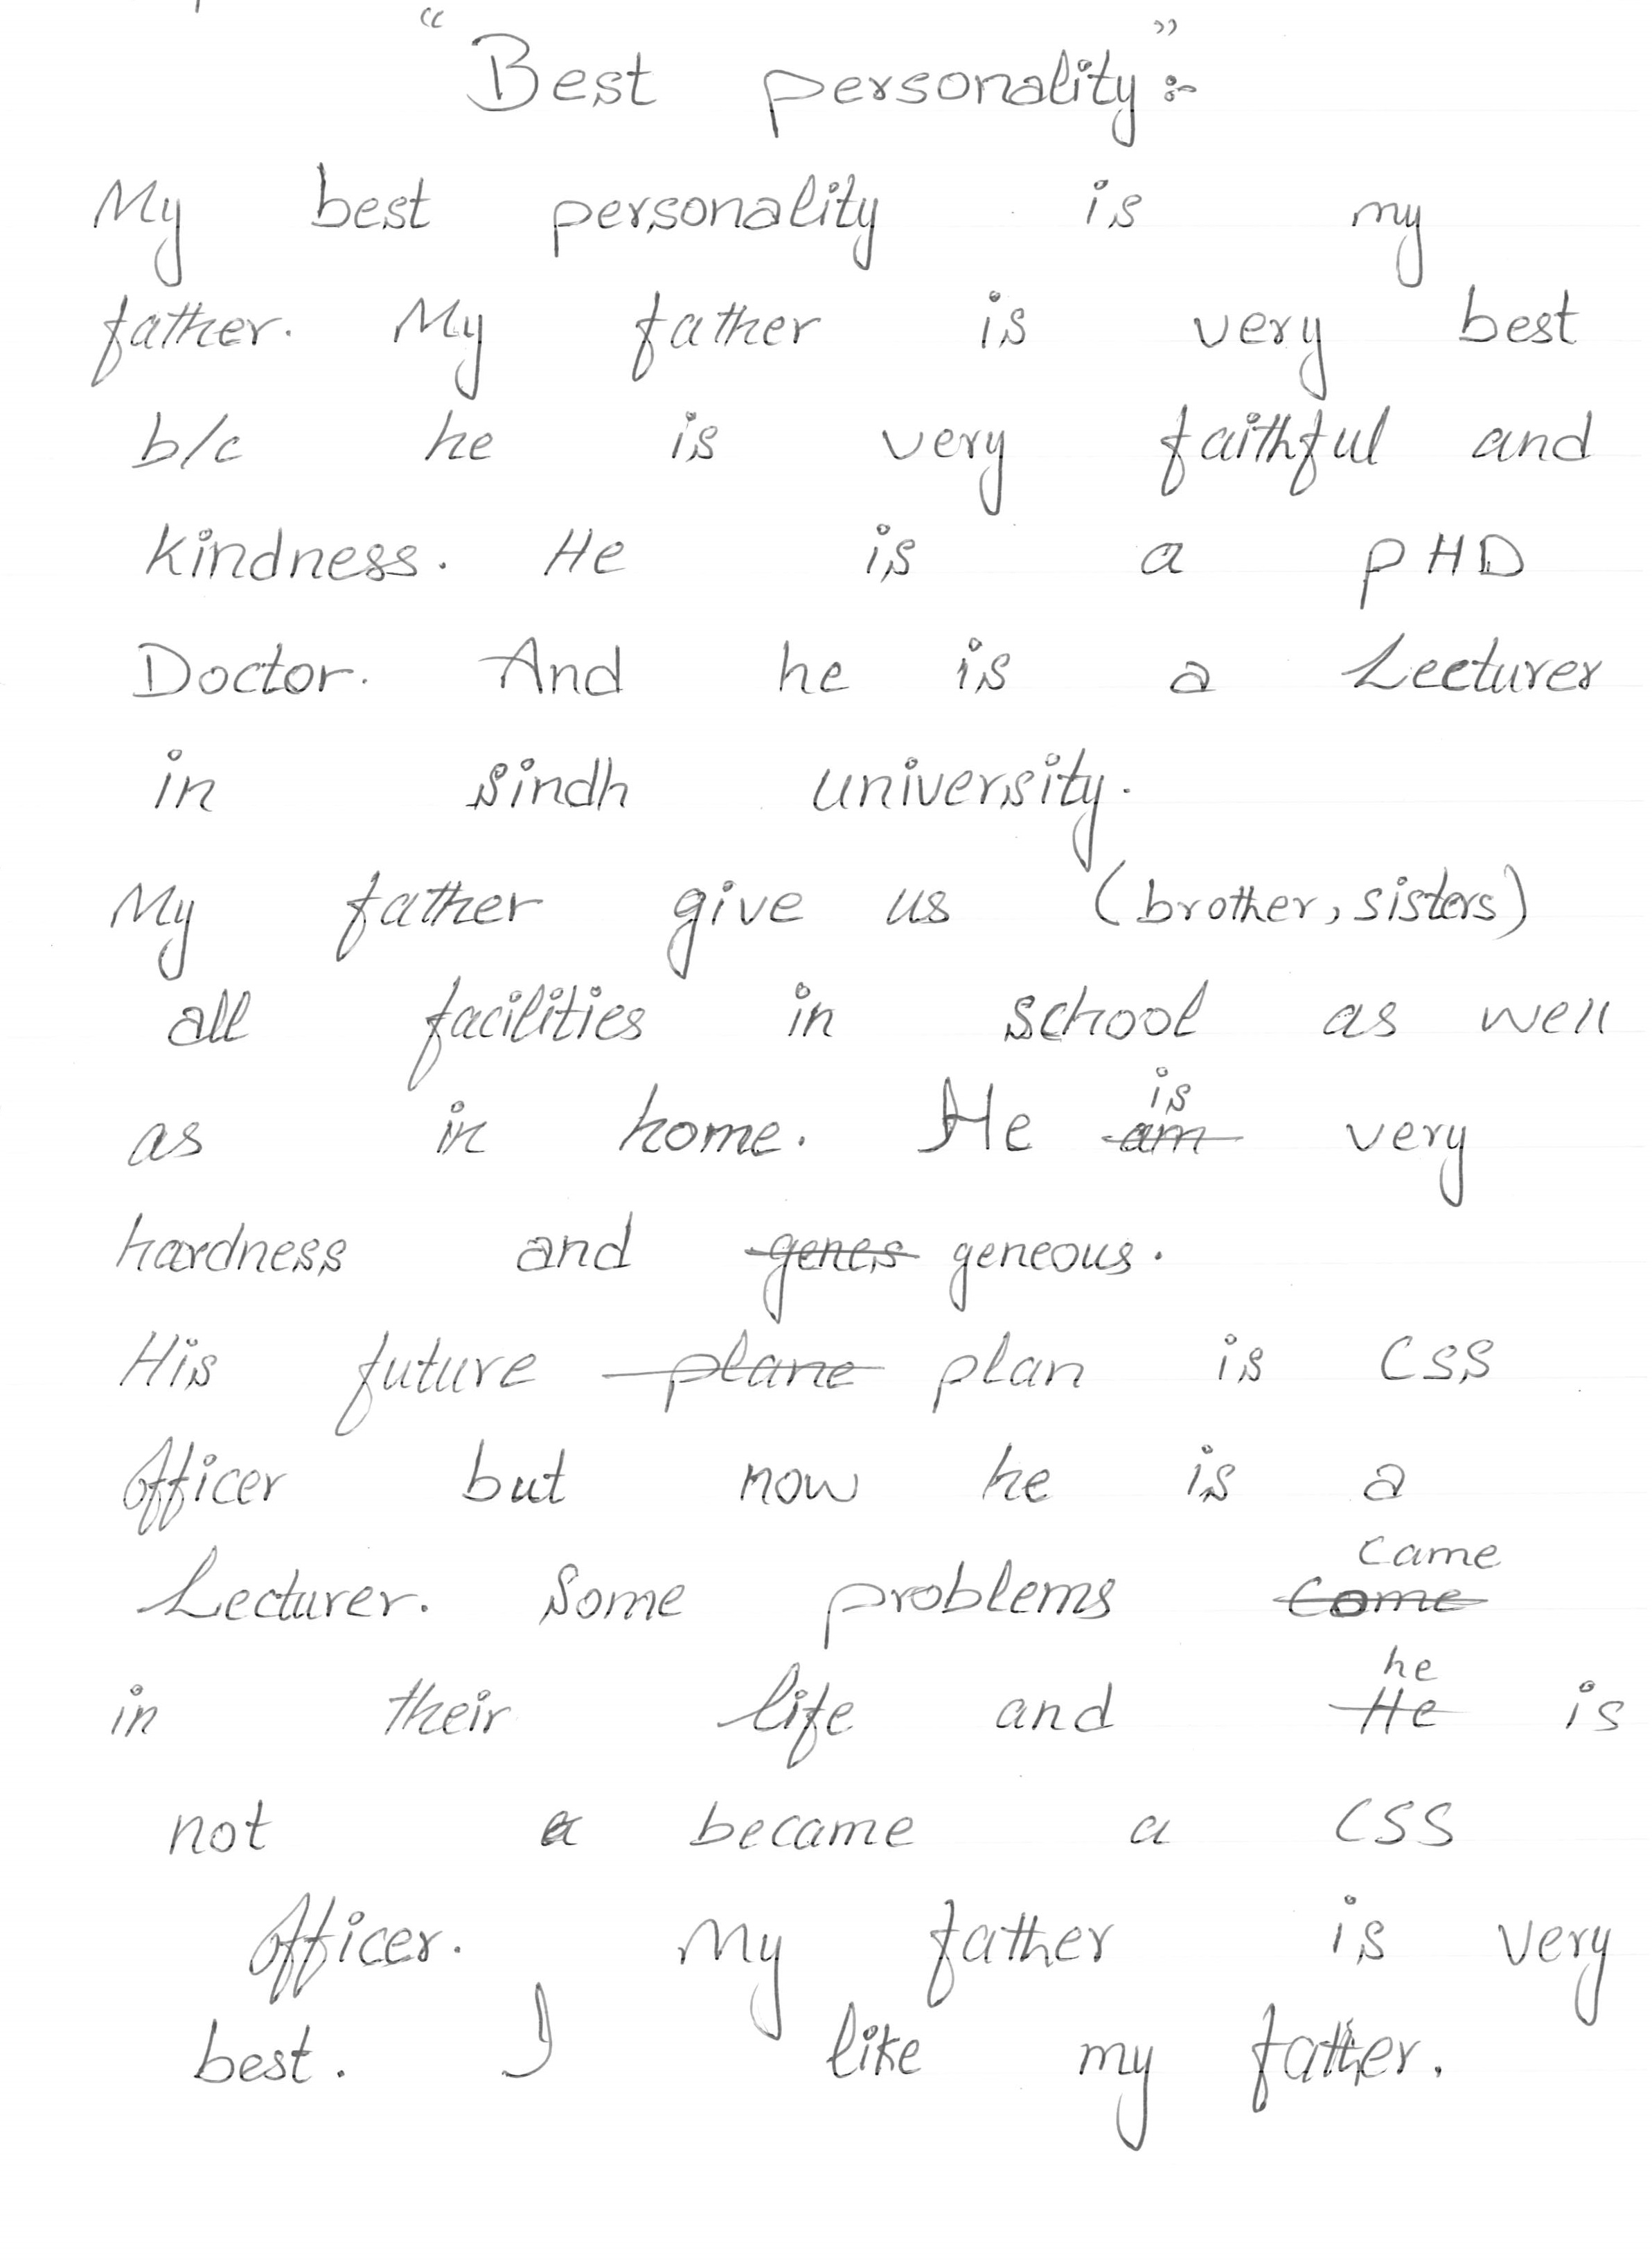 "Best personality":-
My best personality is my
father. My father is very best
b/c he is very faithful and
kindness. He is a pHD
Doctor. And he is a Lecturer
in Sindh university.
My father give us (brother, sisters)
all facilities in school as well
as in home. He am is very
hardness and genes geneous.
His future plane plan is CSS
Officer but now he is a
Lecturer. Some problems come came
in their life and He he is
not a became a CSS
Officer. My father is very
best. I like my father.